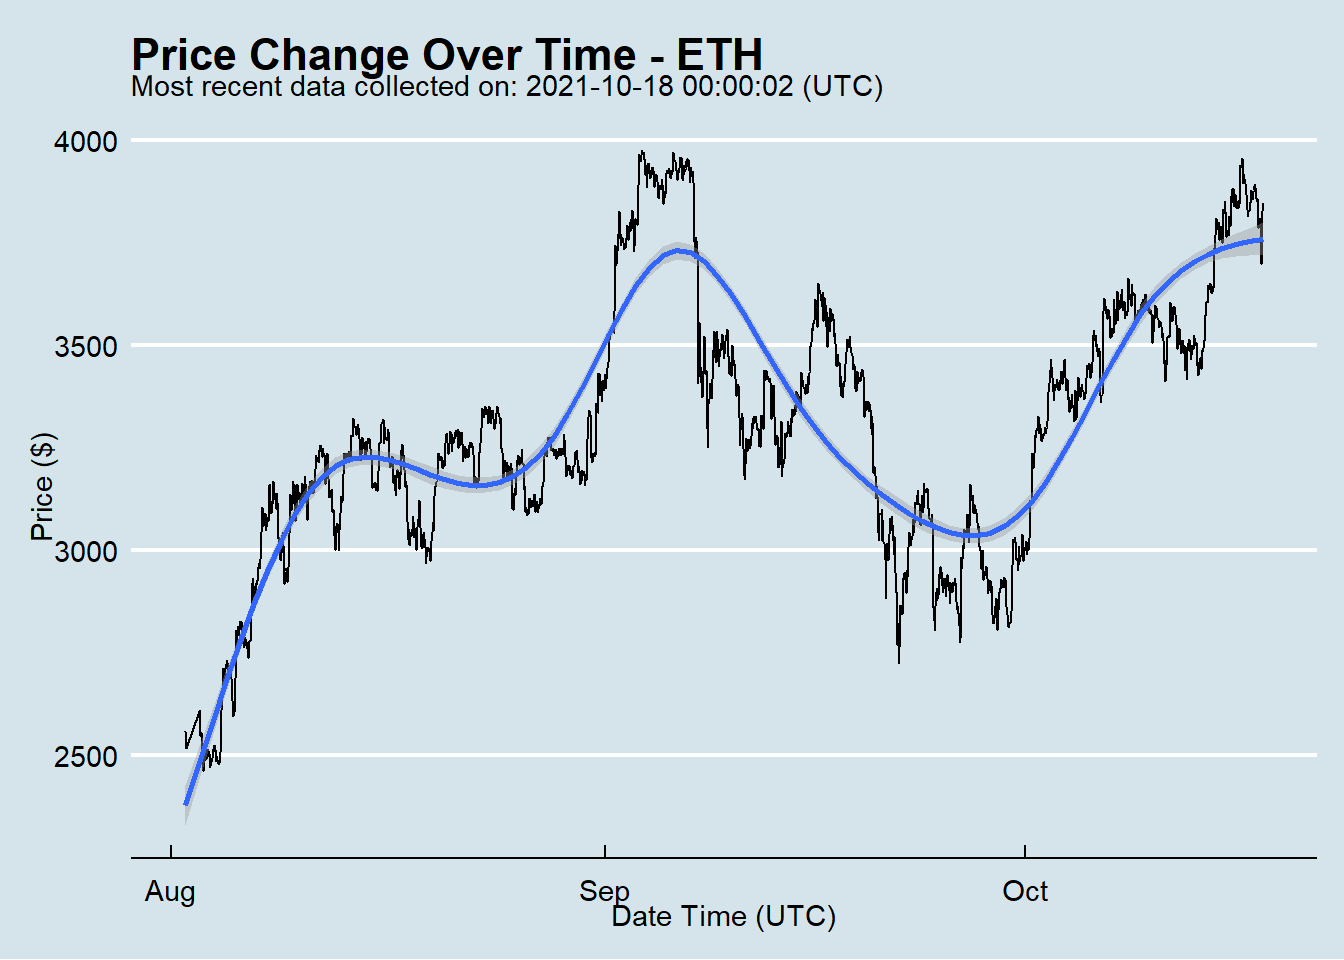 Price Change Over Time - ETH
Most recent data collected on: 2021-10-18 00:00:02 (UTC)
4000
3500
3000
2500
Price ($)
Aug Sep Oct
Date Time (UTC)